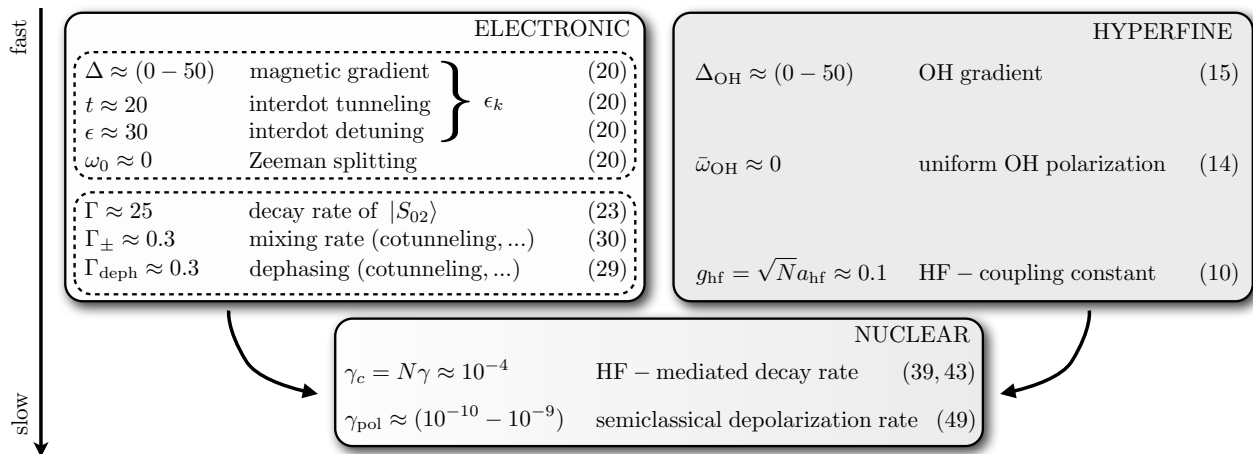 fast
slow
ELECTRONIC
Δ ≈ (0 − 50) magnetic gradient (20)
t ≈ 20 interdot tunneling (20)
ϵ ≈ 30 interdot detuning (20)
ϵₖ
ω₀ ≈ 0 Zeeman splitting (20)
Γ ≈ 25 decay rate of |S₀₂⟩ (23)
Γ± ≈ 0.3 mixing rate (cotunneling, ...) (30)
Γ_deph ≈ 0.3 dephasing (cotunneling, ...) (29)
HYPERFINE
Δ_OH ≈ (0 − 50) OH gradient (15)
ω̄_OH ≈ 0 uniform OH polarization (14)
g_hf = √N a_hf ≈ 0.1 HF − coupling constant (10)
NUCLEAR
γ_c = Nγ ≈ 10⁻⁴ HF − mediated decay rate (39, 43)
γ_pol ≈ (10⁻¹⁰ − 10⁻⁹) semiclassical depolarization rate (49)